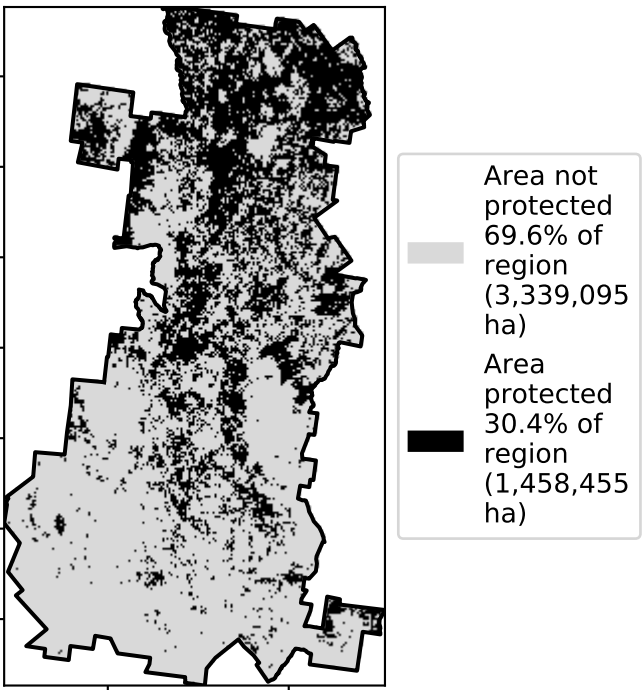 Area not
protected
69.6% of
region
(3,339,095
ha)
Area
protected
30.4% of
region
(1,458,455
ha)